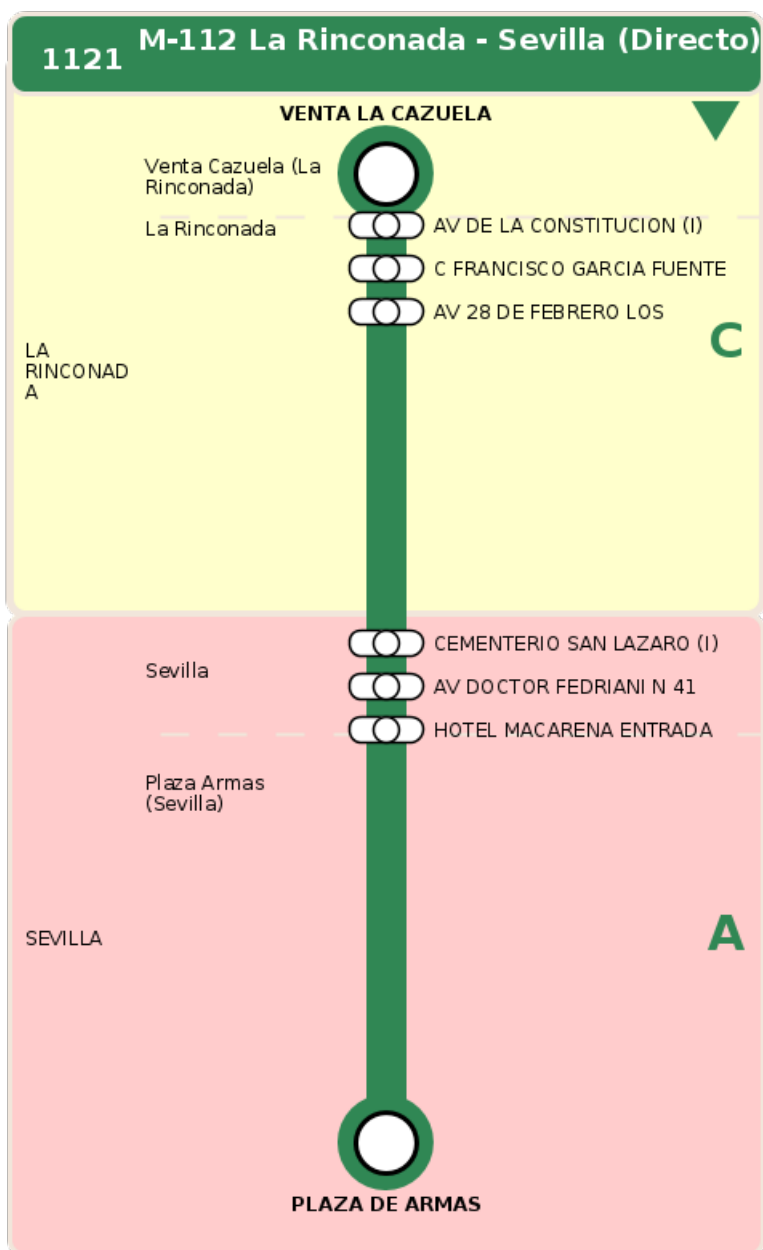 1121
M-112 La Rinconada - Sevilla (Directo)
VENTA LA CAZUELA
Venta Cazuela (La
Rinconada)
La Rinconada
AV DE LA CONSTITUCION (I)
C FRANCISCO GARCIA FUENTE
AV 28 DE FEBRERO LOS
C
LA
RINCONAD
A
CEMENTERIO SAN LAZARO (I)
Sevilla
AV DOCTOR FEDRIANI N 41
HOTEL MACARENA ENTRADA
Plaza Armas
(Sevilla)
SEVILLA
A
PLAZA DE ARMAS